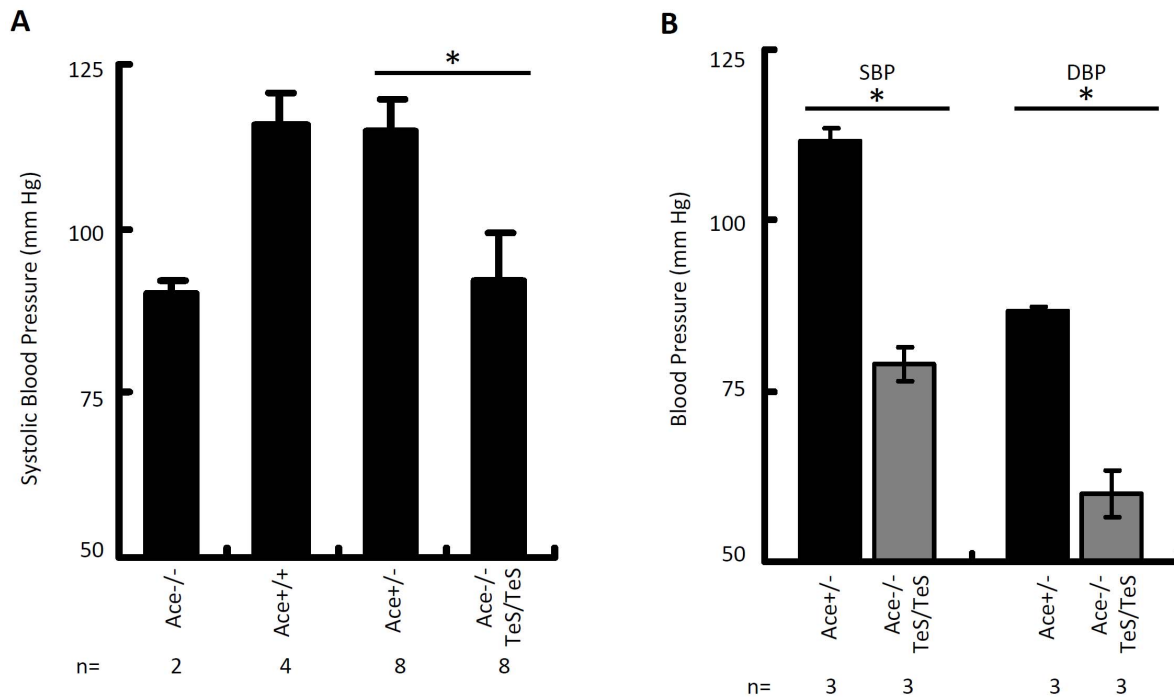 A
Systolic Blood Pressure (mm Hg)
125
100
75
50
*
Ace-/-
Ace+/+
Ace+/-
Ace-/-
TeS/TeS
n= 2 4 8 8
B
Blood Pressure (mm Hg)
125
100
75
50
SBP
*
DBP
*
Ace+/-
Ace-/-
TeS/TeS
Ace+/-
Ace-/-
TeS/TeS
n= 3 3 3 3